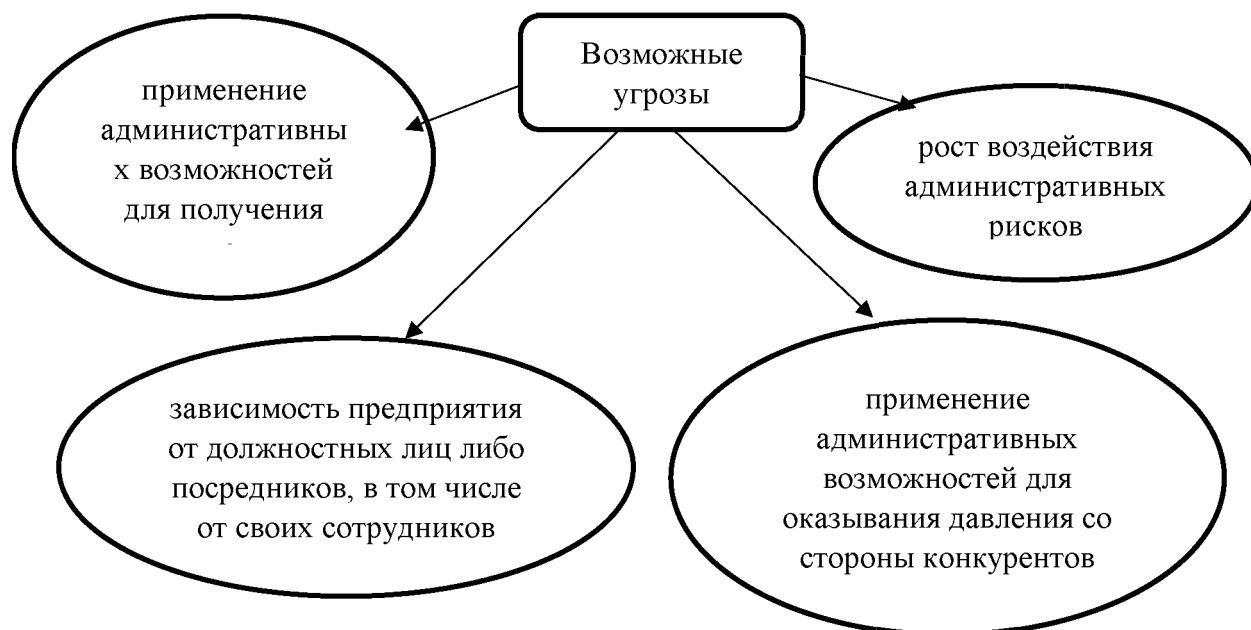 Возможные
угрозы
применение
административны
х возможностей
для получения
рост воздействия
административных
рисков
зависимость предприятия
от должностных лиц либо
посредников, в том числе
от своих сотрудников
применение
административных
возможностей для
оказывания давления со
стороны конкурентов